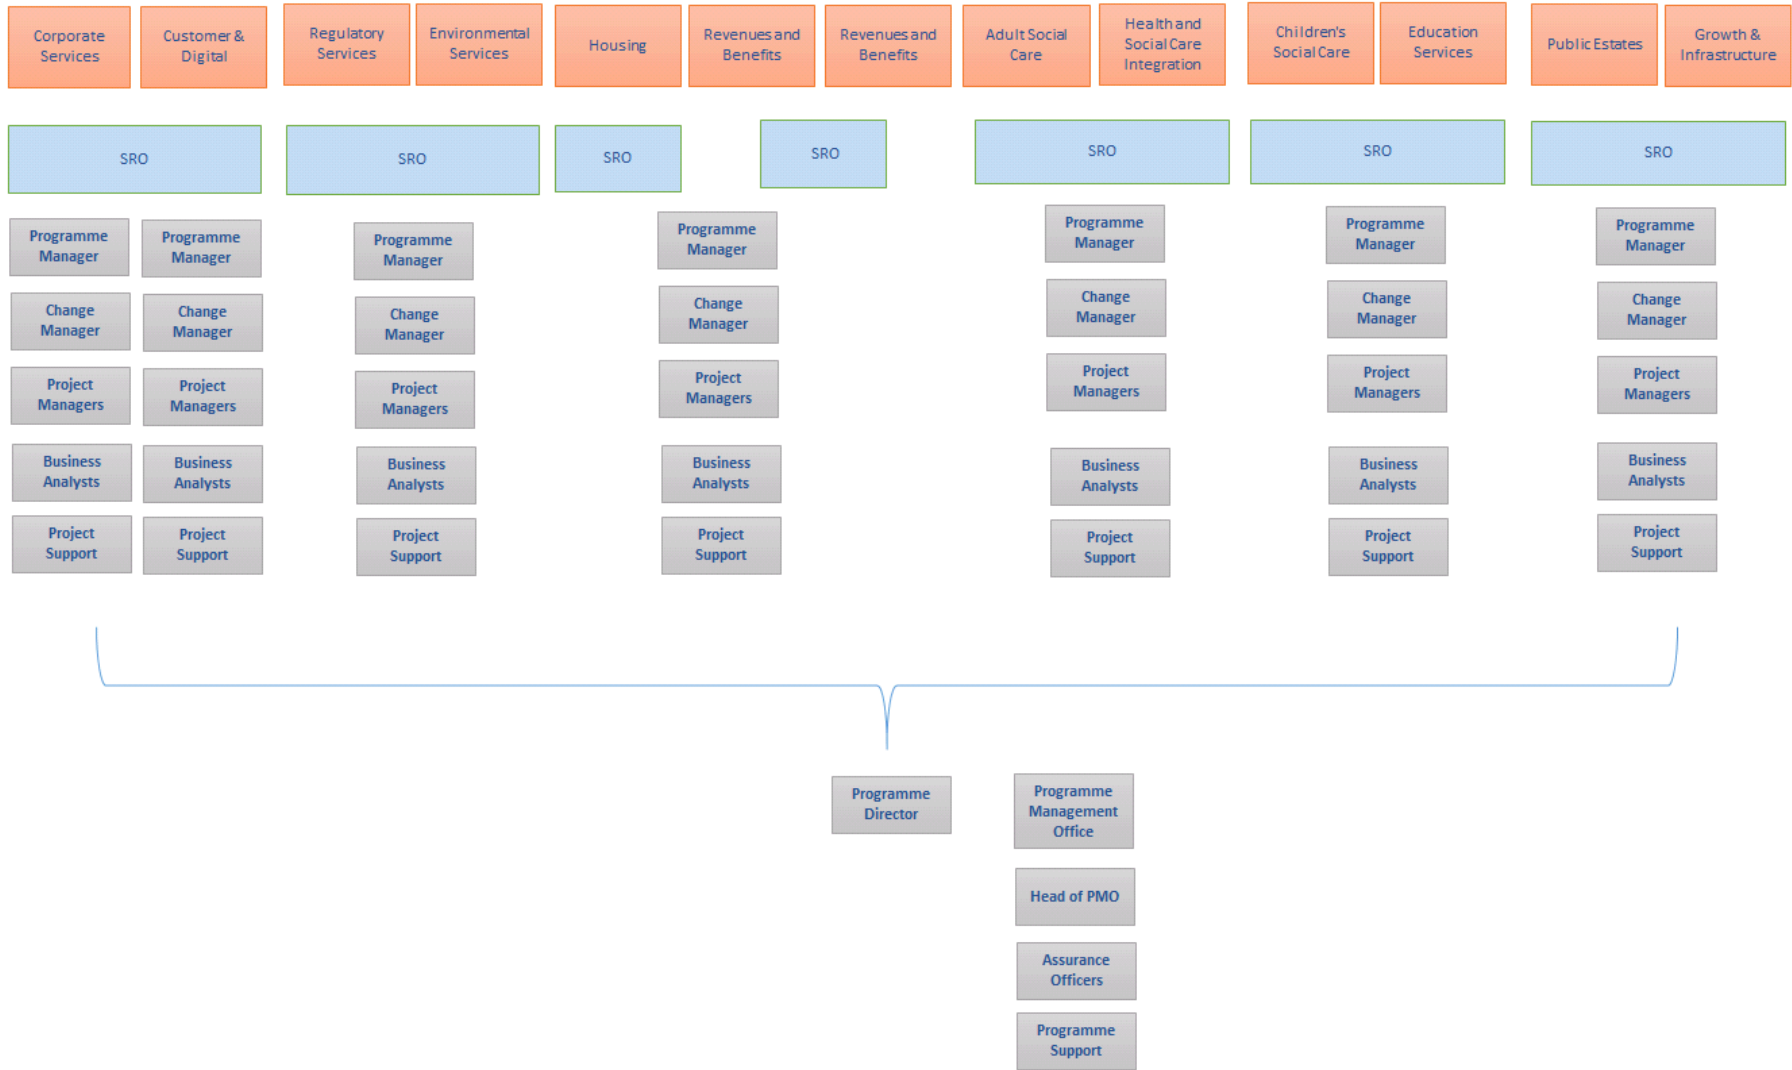 Corporate
Services
Customer &
Digital
Regulatory
Services
Environmental
Services
Housing
Revenues and
Benefits
Revenues and
Benefits
Adult Social
Care
Health and
Social Care
Integration
Children's
Social Care
Education
Services
Public Estates
Growth &
Infrastructure
SRO
SRO
SRO
SRO
SRO
SRO
SRO
Programme
Manager
Programme
Manager
Programme
Manager
Programme
Manager
Programme
Manager
Programme
Manager
Programme
Manager
Change
Manager
Change
Manager
Change
Manager
Change
Manager
Change
Manager
Change
Manager
Change
Manager
Project
Managers
Project
Managers
Project
Managers
Project
Managers
Project
Managers
Project
Managers
Project
Managers
Business
Analysts
Business
Analysts
Business
Analysts
Business
Analysts
Business
Analysts
Business
Analysts
Business
Analysts
Project
Support
Project
Support
Project
Support
Project
Support
Project
Support
Project
Support
Project
Support
Programme
Director
Programme
Management
Office
Head of PMO
Assurance
Officers
Programme
Support